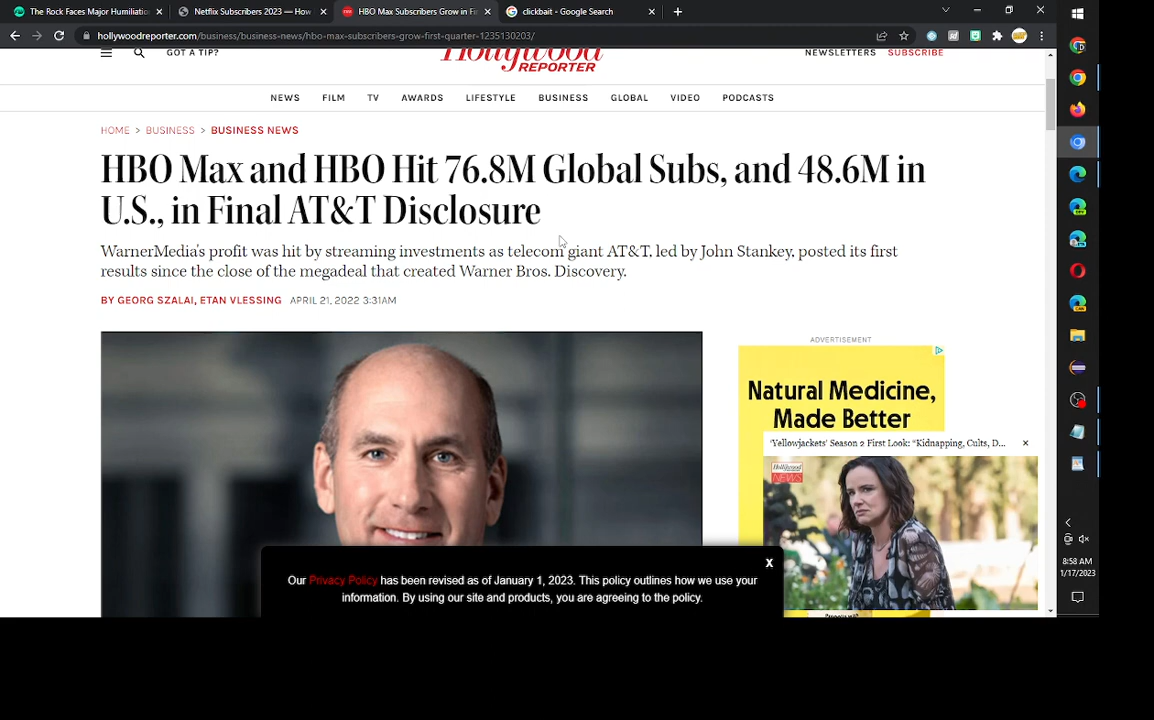 The Rock Faces Major Humiliatio
Netflix Subscribers 2023 — How
HBO Max Subscribers Grow in Fi
clickbait - Google Search
hollywoodreporter.com/business/business-news/hbo-max-subscribers-grow-first-quarter-1235130203/
GOT A TIP?
Hollywood
REPORTER
NEWSLETTERS SUBSCRIBE
NEWS FILM TV AWARDS LIFESTYLE BUSINESS GLOBAL VIDEO PODCASTS
HOME > BUSINESS > BUSINESS NEWS
HBO Max and HBO Hit 76.8M Global Subs, and 48.6M in
U.S., in Final AT&T Disclosure
WarnerMedia's profit was hit by streaming investments as telecom giant AT&T, led by John Stankey, posted its first
results since the close of the megadeal that created Warner Bros. Discovery.
BY GEORG SZALAI, ETAN VLESSING APRIL 21, 2022 3:31AM
ADVERTISEMENT
Natural Medicine,
Made Better
'Yellowjackets' Season 2 First Look: "Kidnapping, Cults, D...
Hollywood
NEWS
Our Privacy Policy has been revised as of January 1, 2023. This policy outlines how we use your
information. By using our site and products, you are agreeing to the policy.
X
8:58 AM
1/17/2023